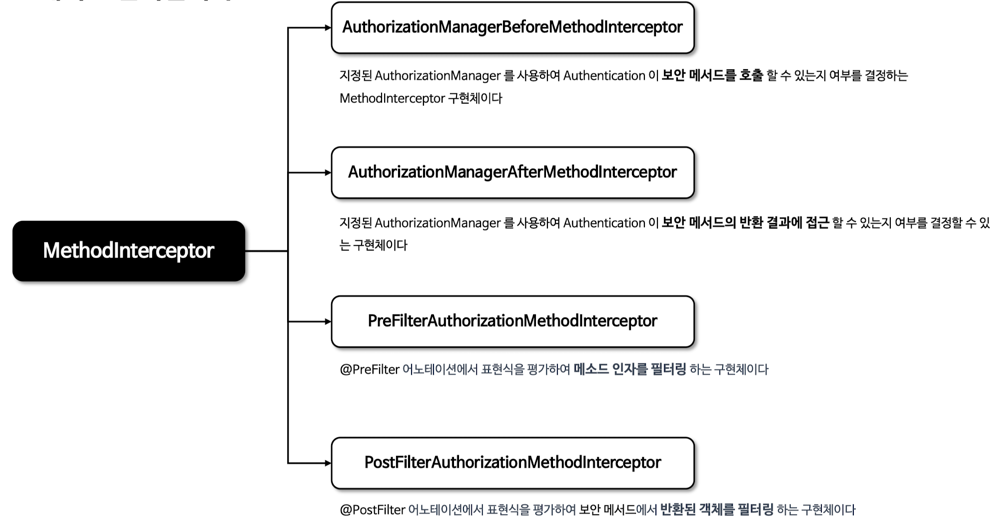 AuthorizationManagerBeforeMethodInterceptor
지정된 AuthorizationManager 를 사용하여 Authentication 이 보안 메서드를 호출 할 수 있는지 여부를 결정하는
MethodInterceptor 구현체이다
AuthorizationManagerAfterMethodInterceptor
지정된 AuthorizationManager 를 사용하여 Authentication 이 보안 메서드의 반환 결과에 접근 할 수 있는지 여부를 결정할 수 있
는 구현체이다
MethodInterceptor
PreFilterAuthorizationMethodInterceptor
@PreFilter 어노테이션에서 표현식을 평가하여 메소드 인자를 필터링 하는 구현체이다
PostFilterAuthorizationMethodInterceptor
@PostFilter 어노테이션에서 표현식을 평가하여 보안 메서드에서 반환된 객체를 필터링 하는 구현체이다